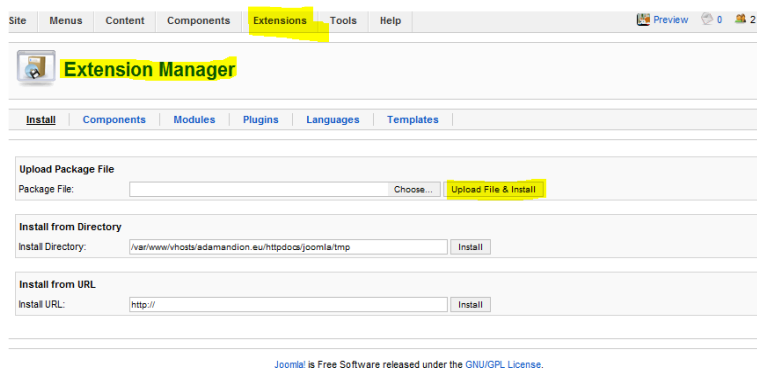 Site Menus Content Components Extensions Tools Help Preview 0 2
Extension Manager
Install Components Modules Plugins Languages Templates
Upload Package File
Package File: Choose... Upload File & Install
Install from Directory
Install Directory: /var/www/vhosts/adamandion.eu/httpdocs/joomla/tmp Install
Install from URL
Install URL: http:// Install
Joomla! is Free Software released under the GNU/GPL License.